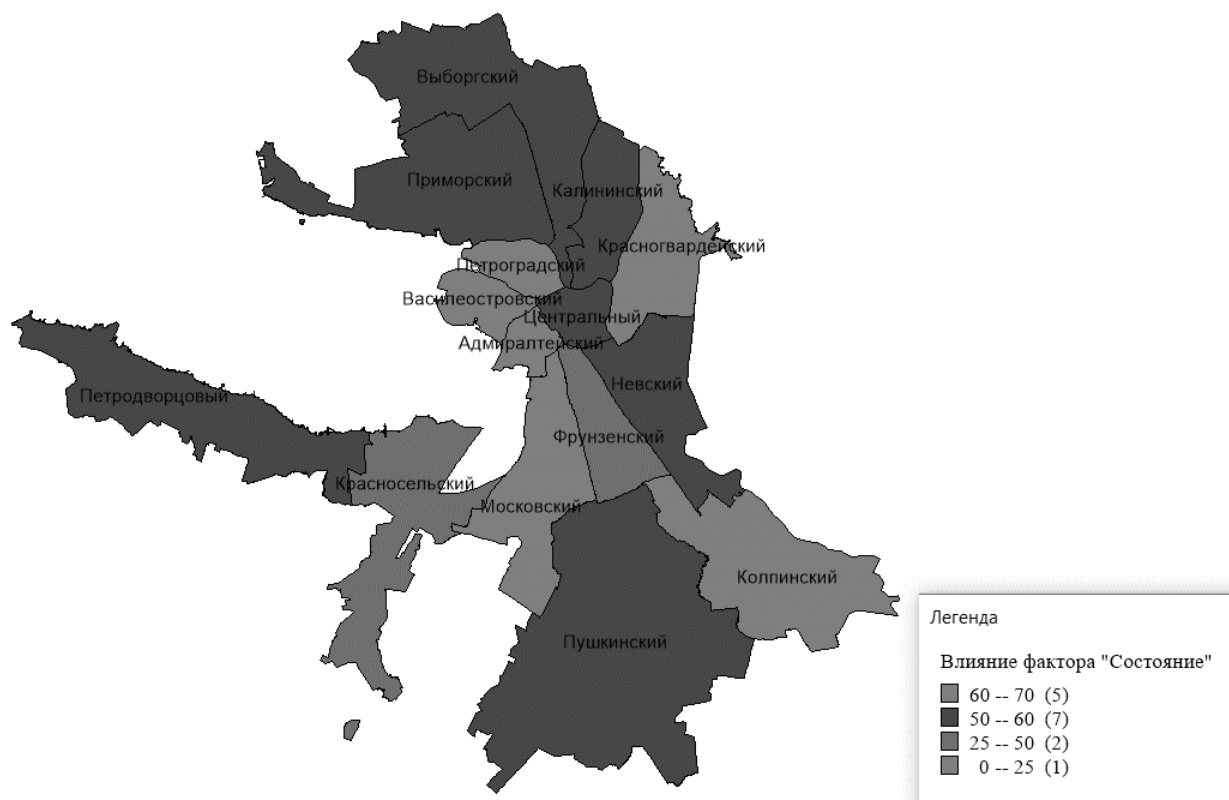 Выборгский
Приморский
Калининский
Красногвардейский
Петроградский
Василеостровский
Центральный
Адмиралтейский
Невский
Петродворцовый
Фрунзенский
Красносельский
Московский
Колпинский
Пушкинский
Легенда
Влияние фактора "Состояние"
60 -- 70 (5)
50 -- 60 (7)
25 -- 50 (2)
0 -- 25 (1)